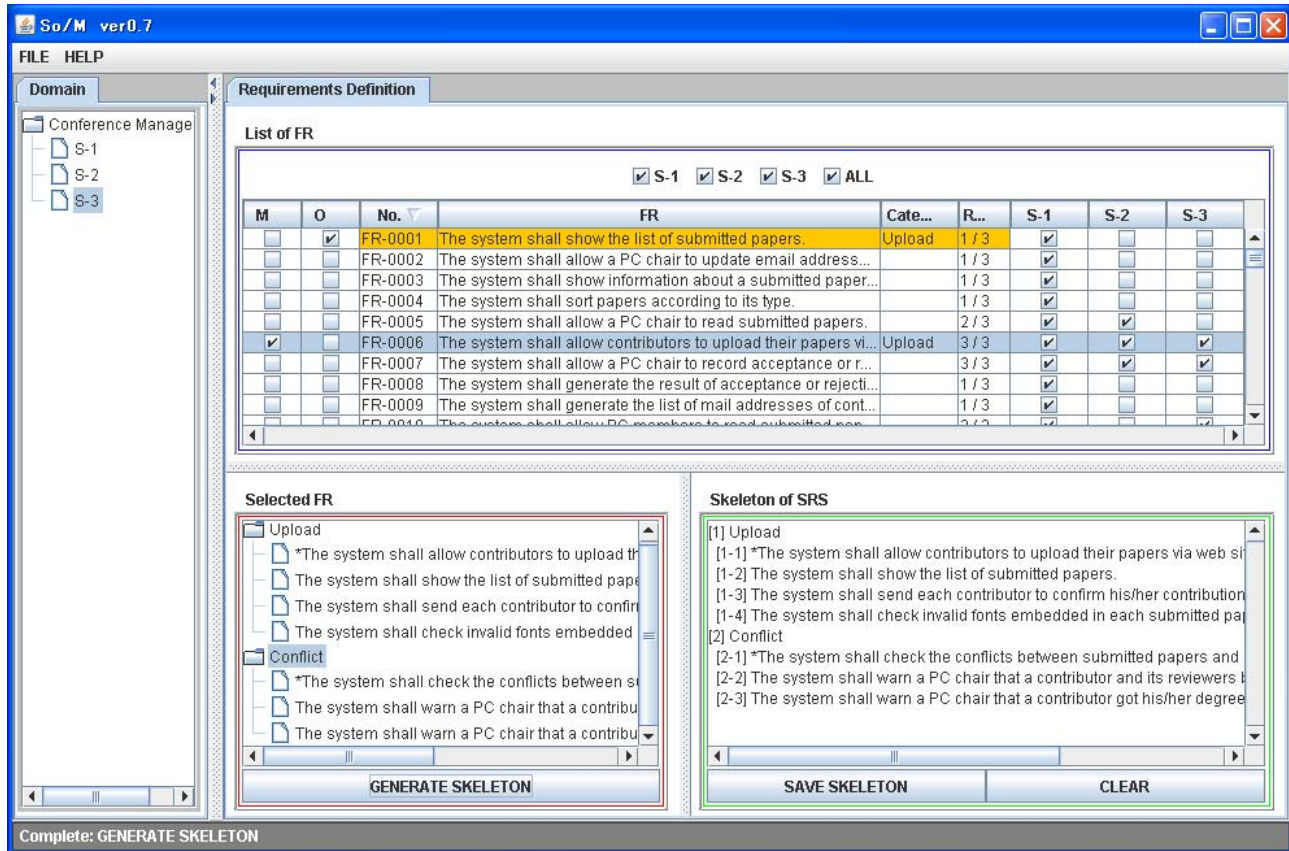 So/M ver0.7
FILE HELP
Domain
Conference Manage
S-1
S-2
S-3
Requirements Definition
List of FR
S-1 S-2 S-3 ALL
M O No. FR Cate... R... S-1 S-2 S-3
FR-0001 The system shall show the list of submitted papers. Upload 1 / 3
FR-0002 The system shall allow a PC chair to update email address... 1 / 3
FR-0003 The system shall show information about a submitted paper... 1 / 3
FR-0004 The system shall sort papers according to its type. 1 / 3
FR-0005 The system shall allow a PC chair to read submitted papers. 2 / 3
FR-0006 The system shall allow contributors to upload their papers vi... Upload 3 / 3
FR-0007 The system shall allow a PC chair to record acceptance or r... 3 / 3
FR-0008 The system shall generate the result of acceptance or rejecti... 1 / 3
FR-0009 The system shall generate the list of mail addresses of cont... 1 / 3
FR-0010 The system shall allow PC members to read submitted pap...
Selected FR
Upload
*The system shall allow contributors to upload th
The system shall show the list of submitted pape
The system shall send each contributor to confir
The system shall check invalid fonts embedded
Conflict
*The system shall check the conflicts between su
The system shall warn a PC chair that a contribu
The system shall warn a PC chair that a contribu
GENERATE SKELETON
Skeleton of SRS
[1] Upload
[1-1] *The system shall allow contributors to upload their papers via web si
[1-2] The system shall show the list of submitted papers.
[1-3] The system shall send each contributor to confirm his/her contribution
[1-4] The system shall check invalid fonts embedded in each submitted pa
[2] Conflict
[2-1] *The system shall check the conflicts between submitted papers and
[2-2] The system shall warn a PC chair that a contributor and its reviewers b
[2-3] The system shall warn a PC chair that a contributor got his/her degree
SAVE SKELETON CLEAR
Complete: GENERATE SKELETON